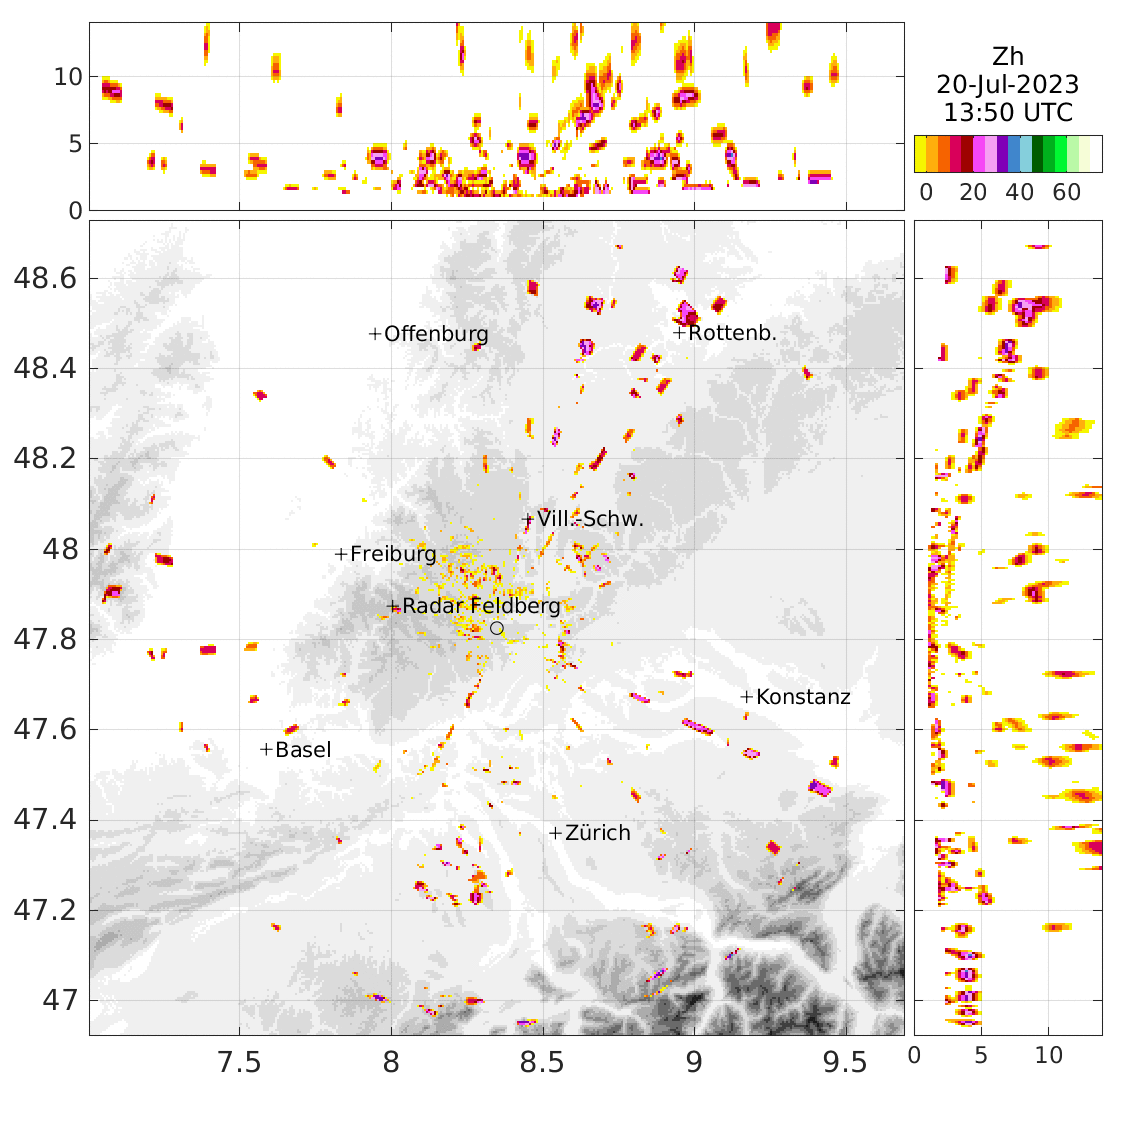 10
5
0
Zh
20-Jul-2023
13:50 UTC
0 20 40 60
48.6
48.4
48.2
48
47.8
47.6
47.4
47.2
47
Offenburg
Rottenb.
Vill.-Schw.
Freiburg
Radar Feldberg
Konstanz
Basel
Zürich
7.5 8 8.5 9 9.5
0 5 10